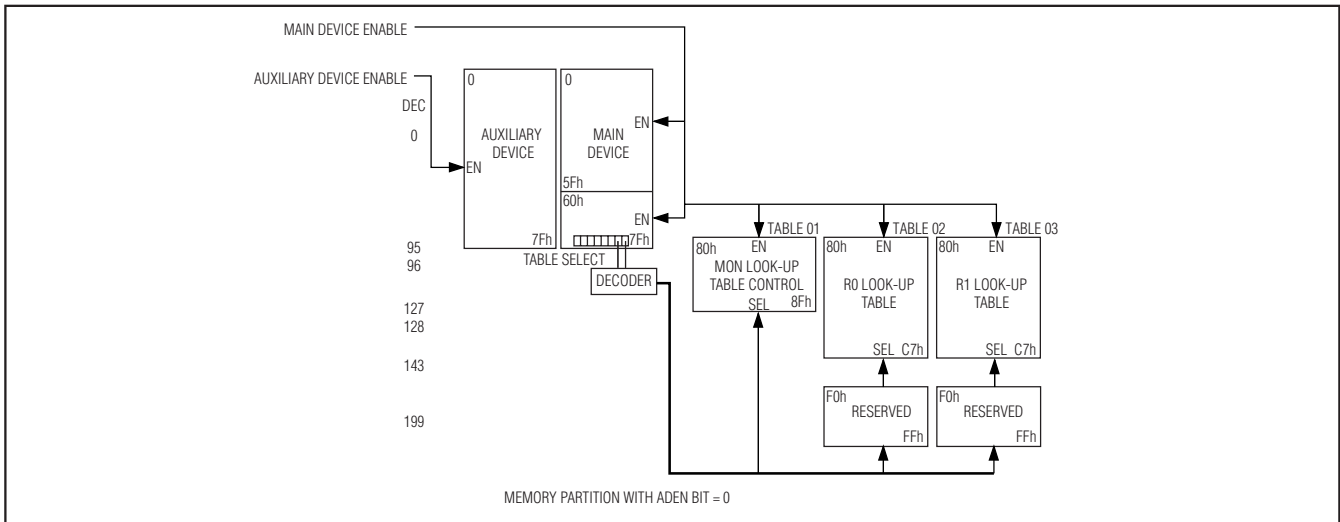 MAIN DEVICE ENABLE
AUXILIARY DEVICE ENABLE
DEC
0
95
96
127
128
143
199
0
AUXILIARY
DEVICE
EN
7Fh
0
MAIN
DEVICE
EN
5Fh
60h
EN
7Fh
TABLE SELECT
DECODER
TABLE 01
80h
EN
MON LOOK-UP
TABLE CONTROL
SEL
8Fh
TABLE 02
80h
EN
R0 LOOK-UP
TABLE
SEL C7h
F0h
RESERVED
FFh
TABLE 03
80h
EN
R1 LOOK-UP
TABLE
SEL C7h
F0h
RESERVED
FFh
MEMORY PARTITION WITH ADEN BIT = 0